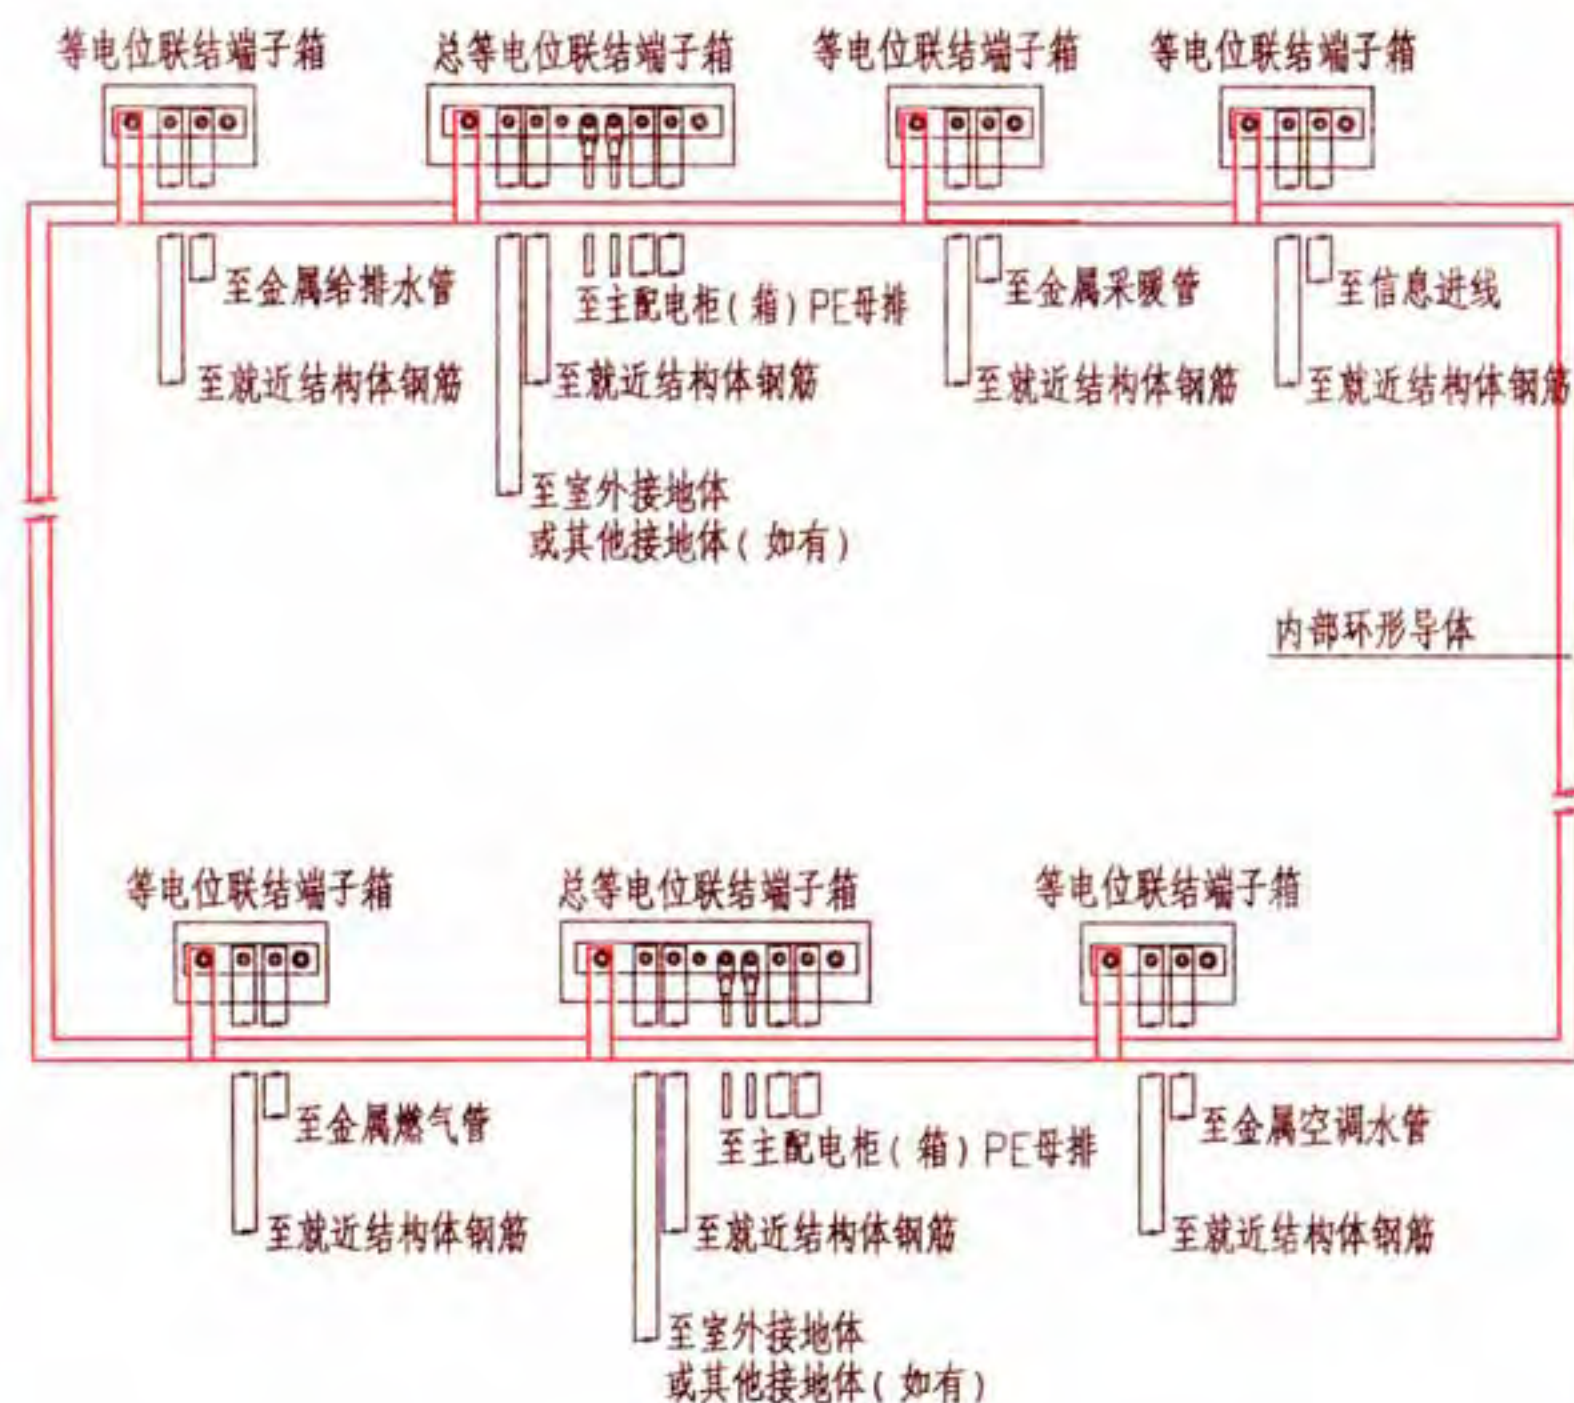 等电位联结端子箱
总等电位联结端子箱
等电位联结端子箱
等电位联结端子箱
至金属给排水管
至主配电柜(箱)PE母排
至金属采暖管
至信息进线
至就近结构体钢筋
至就近结构体钢筋
至就近结构体钢筋
至就近结构体钢筋
至室外接地体
或其他接地体(如有)
内部环形导体
等电位联结端子箱
总等电位联结端子箱
等电位联结端子箱
至金属燃气管
至主配电柜(箱)PE母排
至金属空调水管
至就近结构体钢筋
至就近结构体钢筋
至就近结构体钢筋
至室外接地体
或其他接地体(如有)